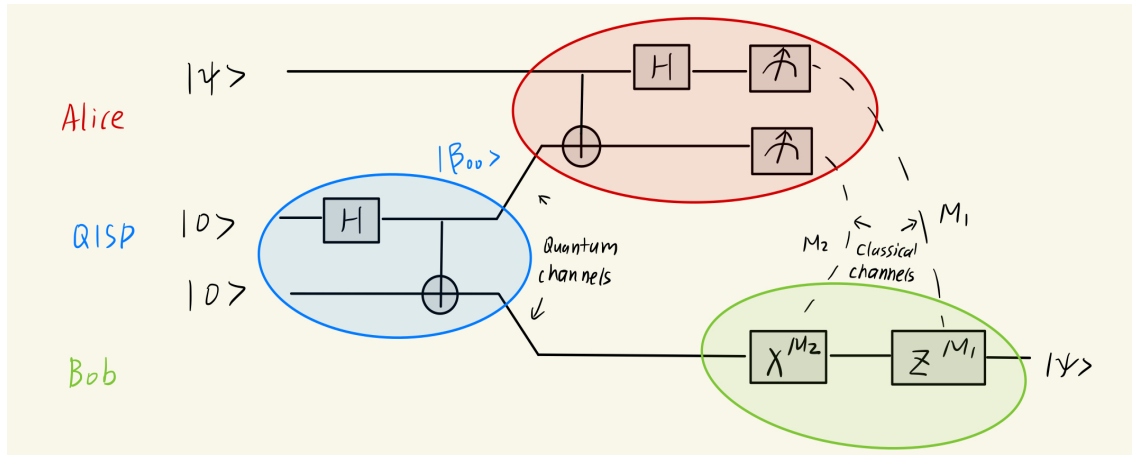 |ψ>
H
Alice
|β₀₀>
|0>
H
QISP
M₁
Quantum
channels
M₂
Classical
channels
|0>
X^M₂
Z^M₁
|ψ>
Bob